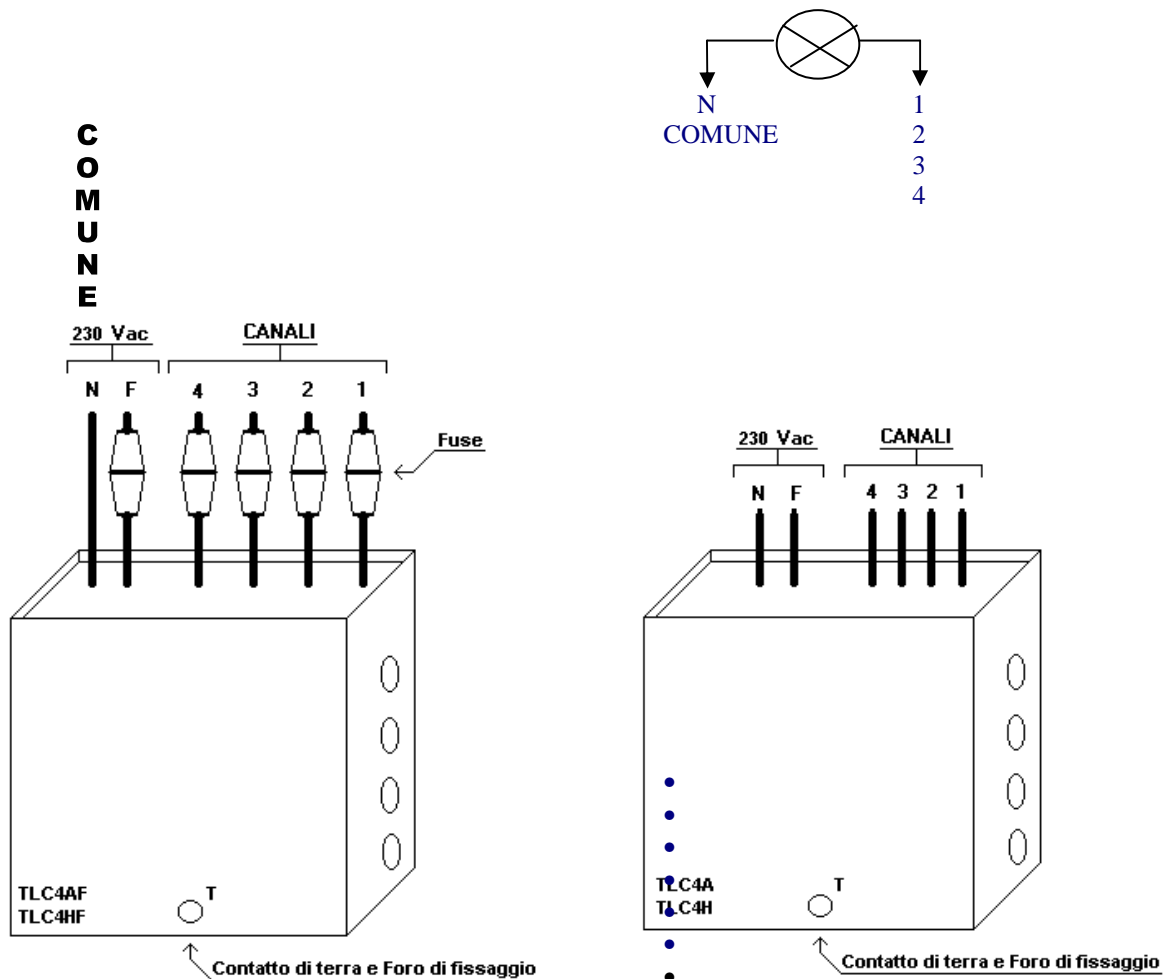 N 1
COMUNE 2
3
4
COMUNE
230 Vac CANALI
N F 4 3 2 1
Fuse
TLC4AF
TLC4HF
T
Contatto di terra e Foro di fissaggio
230 Vac CANALI
N F 4 3 2 1
TLC4A
TLC4H
T
Contatto di terra e Foro di fissaggio